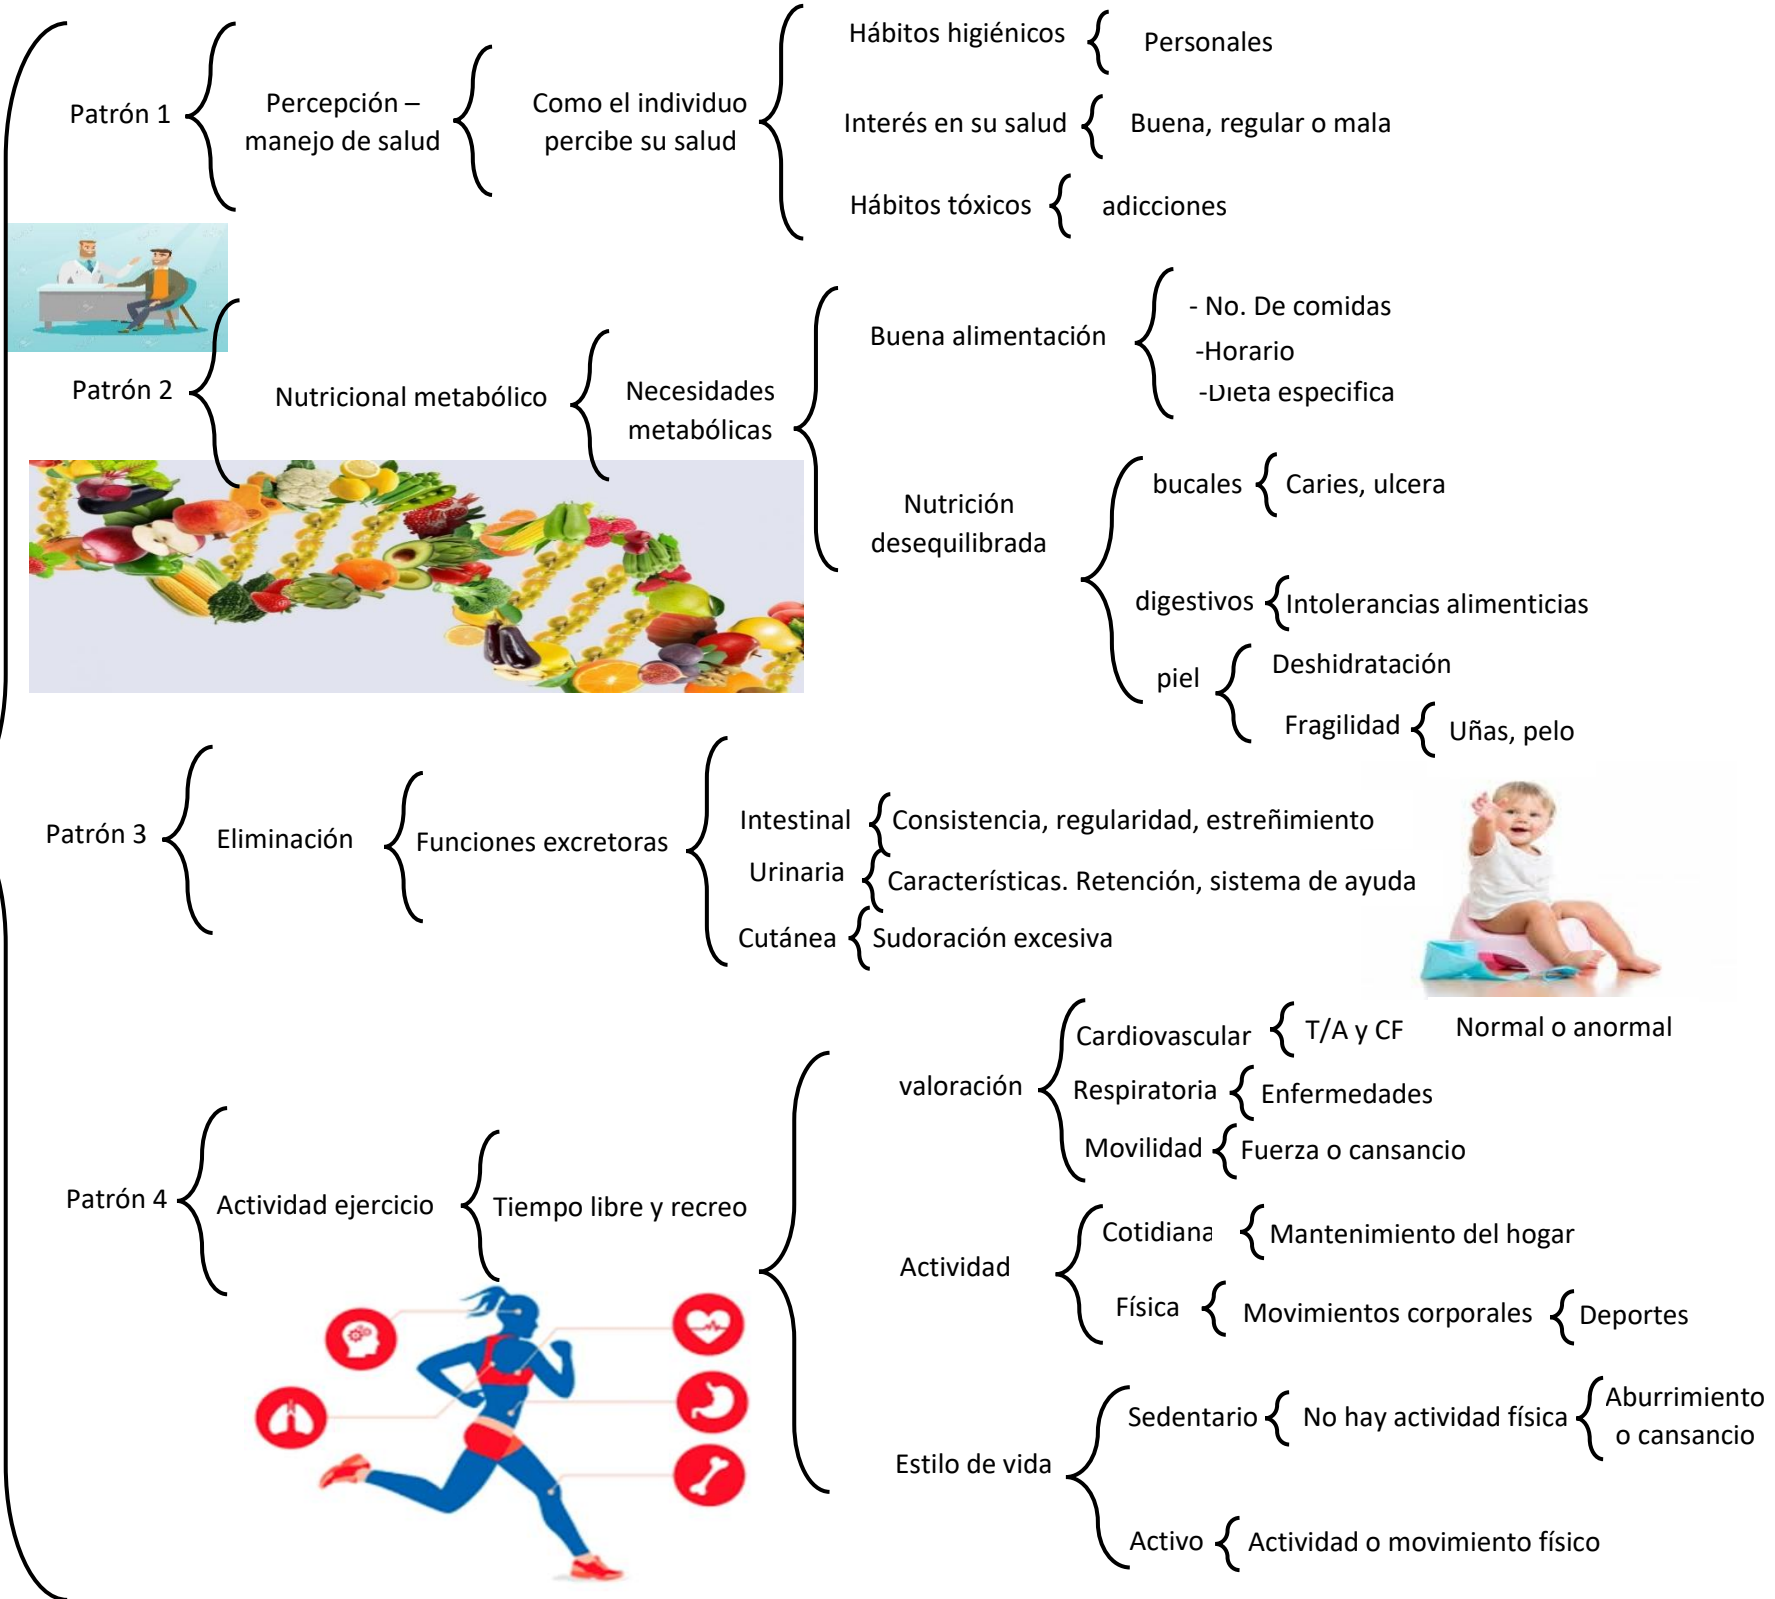 Patrón 1
Percepción –
manejo de salud
Como el individuo
percibe su salud
Hábitos higiénicos
Personales
Interés en su salud
Buena, regular o mala
Hábitos tóxicos
adicciones
Patrón 2
Nutricional metabólico
Necesidades
metabólicas
Buena alimentación
- No. De comidas
-Horario
-Dieta especifica
Nutrición
desequilibrada
bucales
Caries, ulcera
digestivos
Intolerancias alimenticias
piel
Deshidratación
Fragilidad
Uñas, pelo
Patrón 3
Eliminación
Funciones excretoras
Intestinal
Consistencia, regularidad, estreñimiento
Urinaria
Características. Retención, sistema de ayuda
Cutánea
Sudoración excesiva
Patrón 4
Actividad ejercicio
Tiempo libre y recreo
valoración
Cardiovascular
T/A y CF
Normal o anormal
Respiratoria
Enfermedades
Movilidad
Fuerza o cansancio
Actividad
Cotidiana
Mantenimiento del hogar
Física
Movimientos corporales
Deportes
Estilo de vida
Sedentario
No hay actividad física
Aburrimiento
o cansancio
Activo
Actividad o movimiento físico